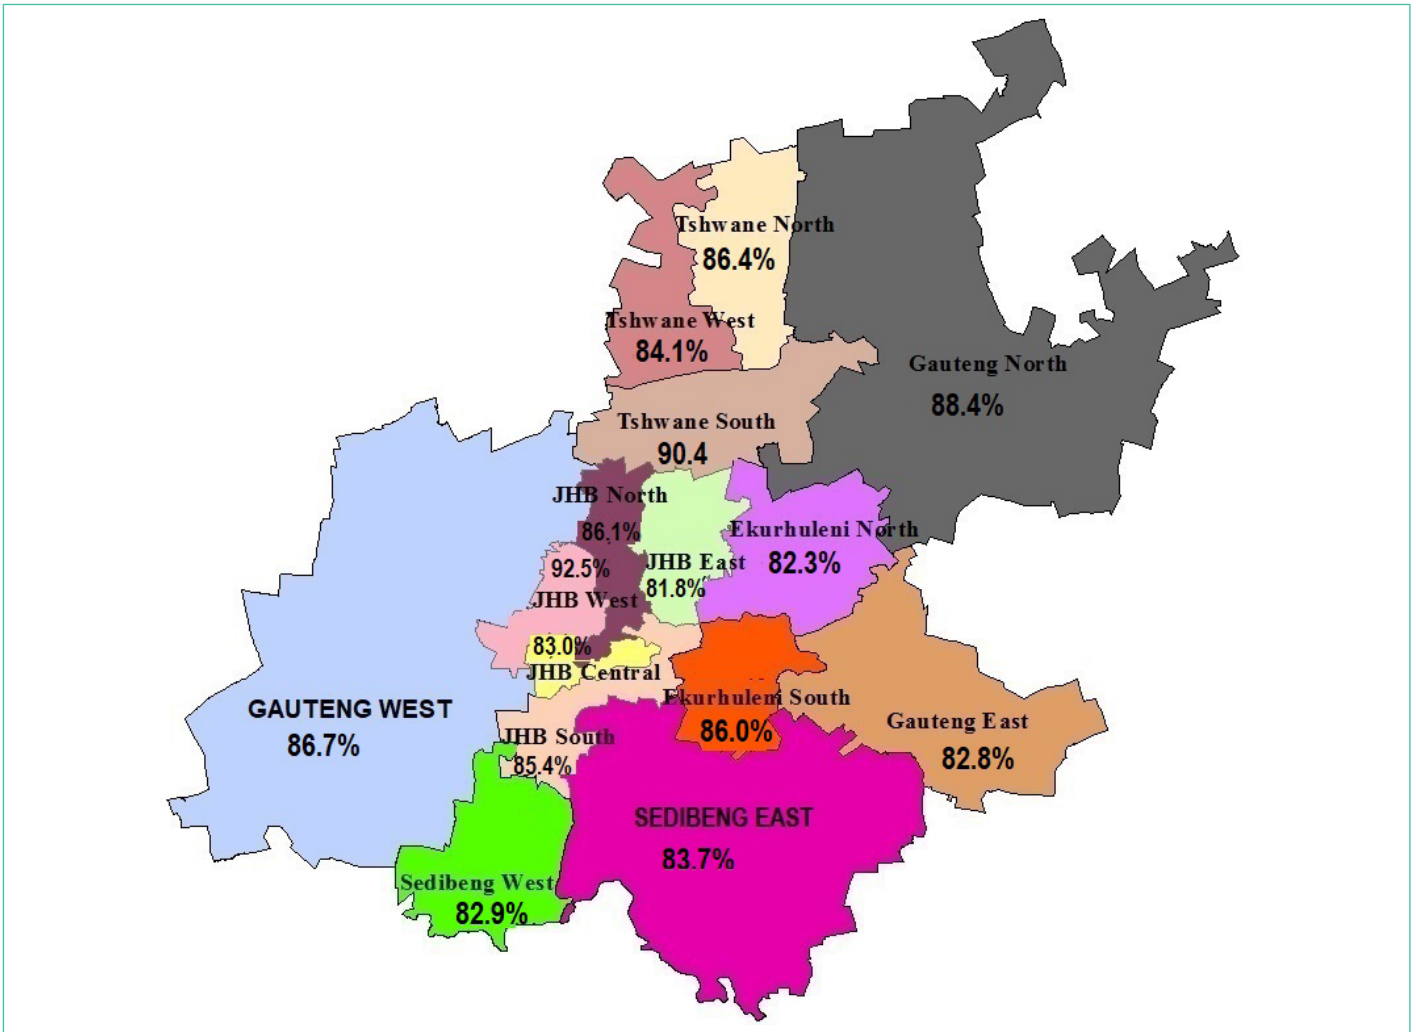 Tshwane North
86.4%
Tshwane West
84.1%
Gauteng North
88.4%
Tshwane South
90.4
JHB North
86.1%
Ekurhuleni North
82.3%
JHB East
81.8%
92.5%
JHB West
83.0%
JHB Central
Ekurhuleni South
86.0%
GAUTENG WEST
86.7%
Gauteng East
82.8%
JHB South
85.4%
SEDIBENG EAST
83.7%
Sedibeng West
82.9%